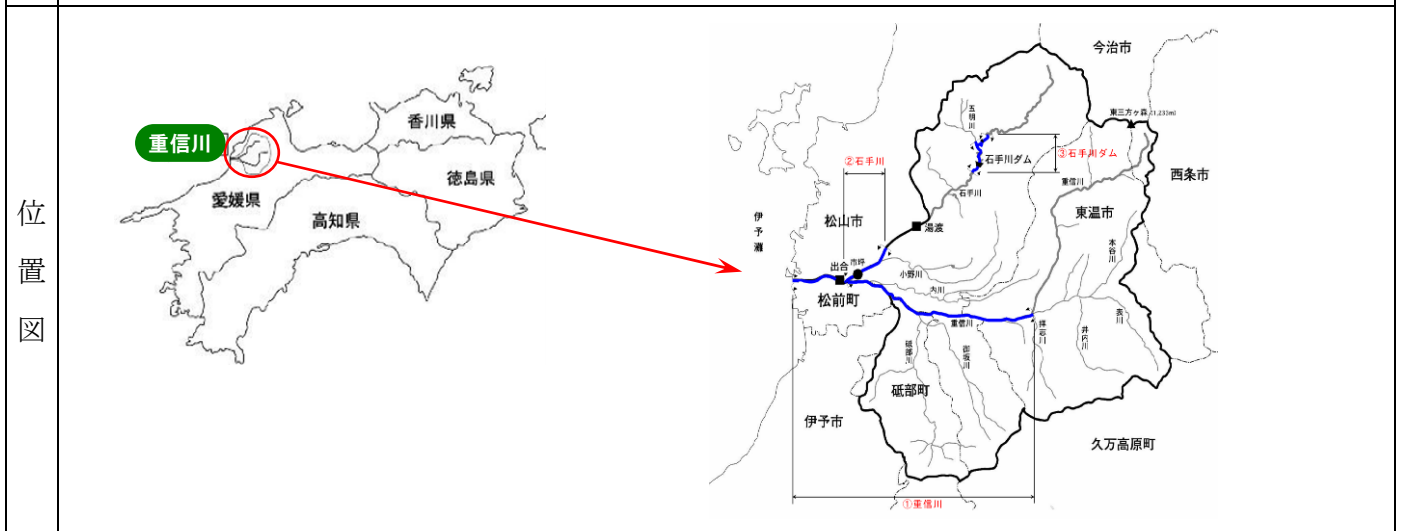 位置図
重信川
香川県
徳島県
愛媛県
高知県
今治市
東三方ヶ森 (1,233m)
五明川
②石手川
石手川ダム
③石手川ダム
西条市
石手川
重信川
東温市
伊予灘
松山市
湯渡
本谷川
出合
市坪
小野川
内川
松前町
重信川
拝志川
井内川
表川
砥部川
御坂川
砥部町
伊予市
久万高原町
①重信川